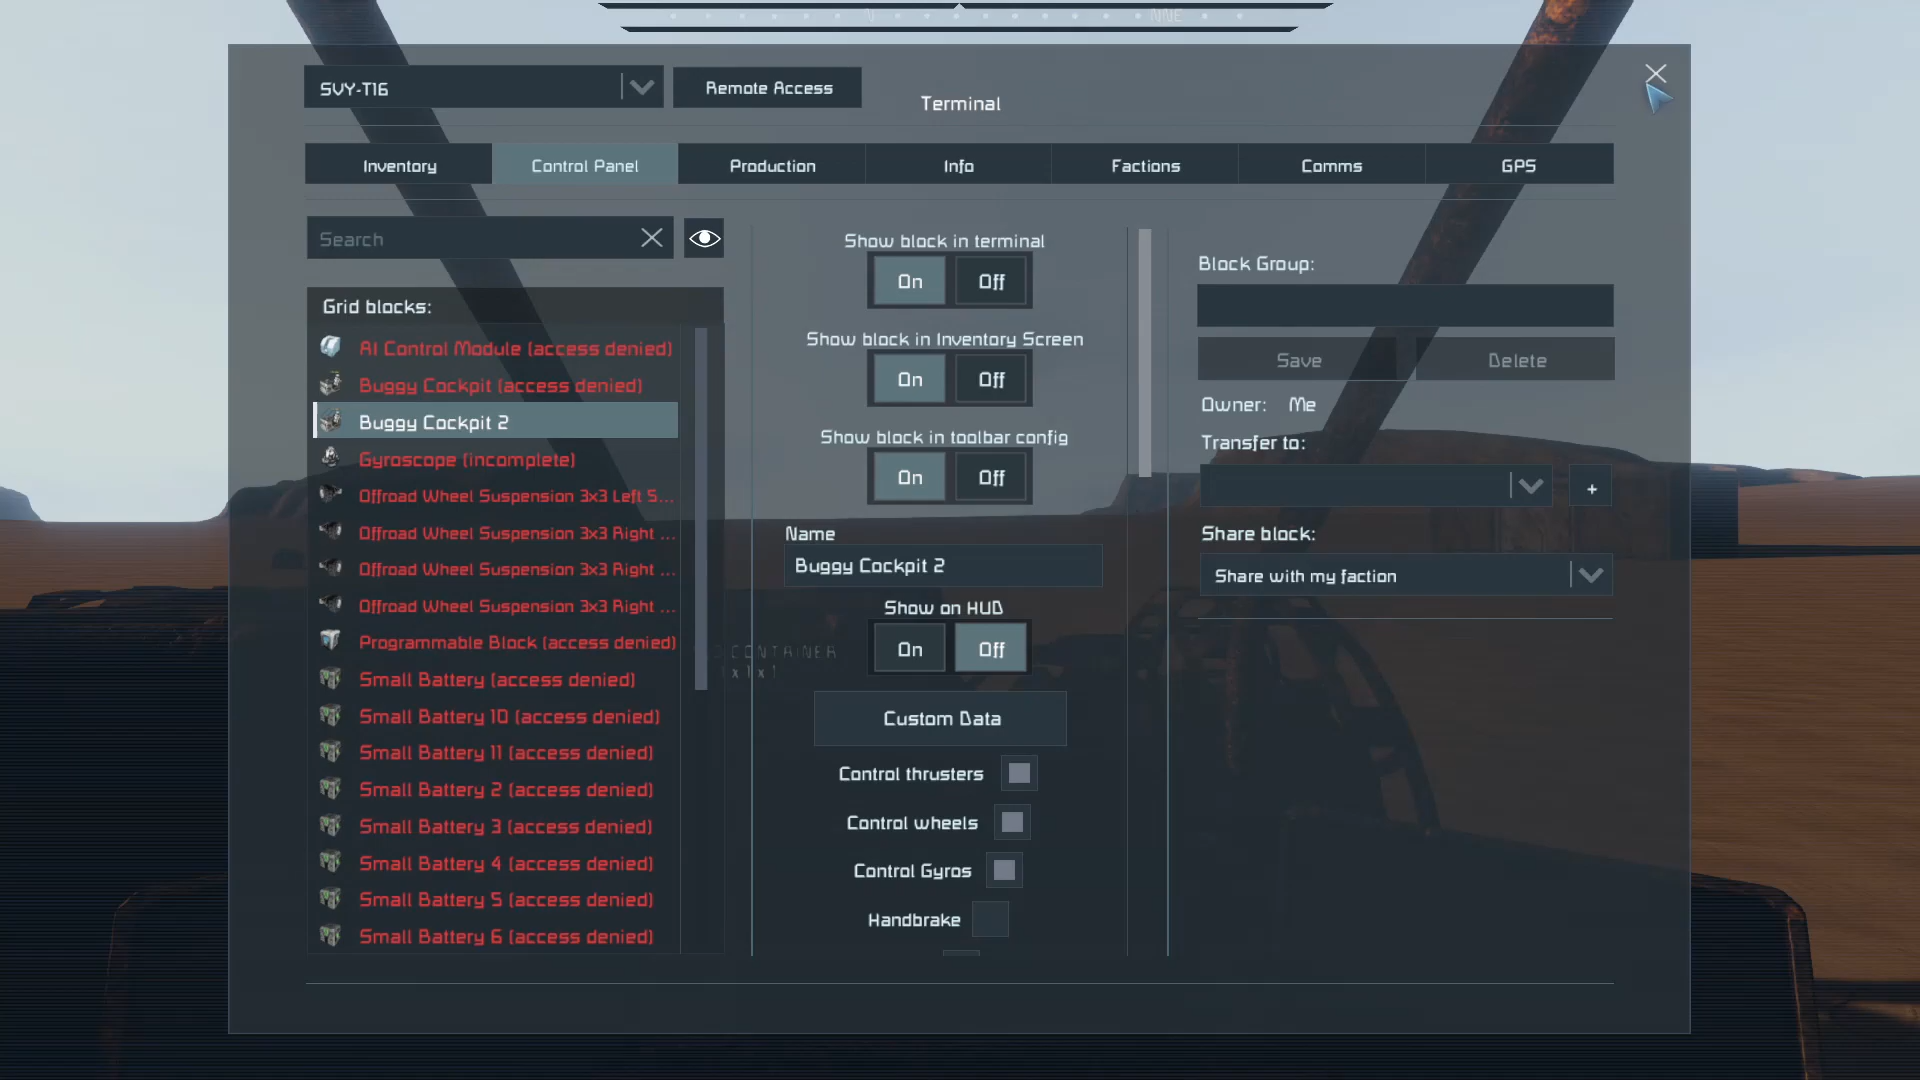 NNE
SVY-T16
Remote Access
Terminal
Inventory
Control Panel
Production
Info
Factions
Comms
GPS
Search
Grid blocks:
AI Control Module (access denied)
Buggy Cockpit (access denied)
Buggy Cockpit 2
Gyroscope (incomplete)
Offroad Wheel Suspension 3x3 Left 5...
Offroad Wheel Suspension 3x3 Right ...
Offroad Wheel Suspension 3x3 Right ...
Offroad Wheel Suspension 3x3 Right ...
Programmable Block (access denied)
Small Battery (access denied)
Small Battery 10 (access denied)
Small Battery 11 (access denied)
Small Battery 2 (access denied)
Small Battery 3 (access denied)
Small Battery 4 (access denied)
Small Battery 5 (access denied)
Small Battery 6 (access denied)
Show block in terminal
On Off
Show block in Inventory Screen
On Off
Show block in toolbar config
On Off
Name
Buggy Cockpit 2
Show on HUD
On Off
CONTAINER
Custom Data
Control thrusters
Control wheels
Control Gyros
Handbrake
Block Group:
Save
Delete
Owner: Me
Transfer to:
+
Share block:
Share with my faction